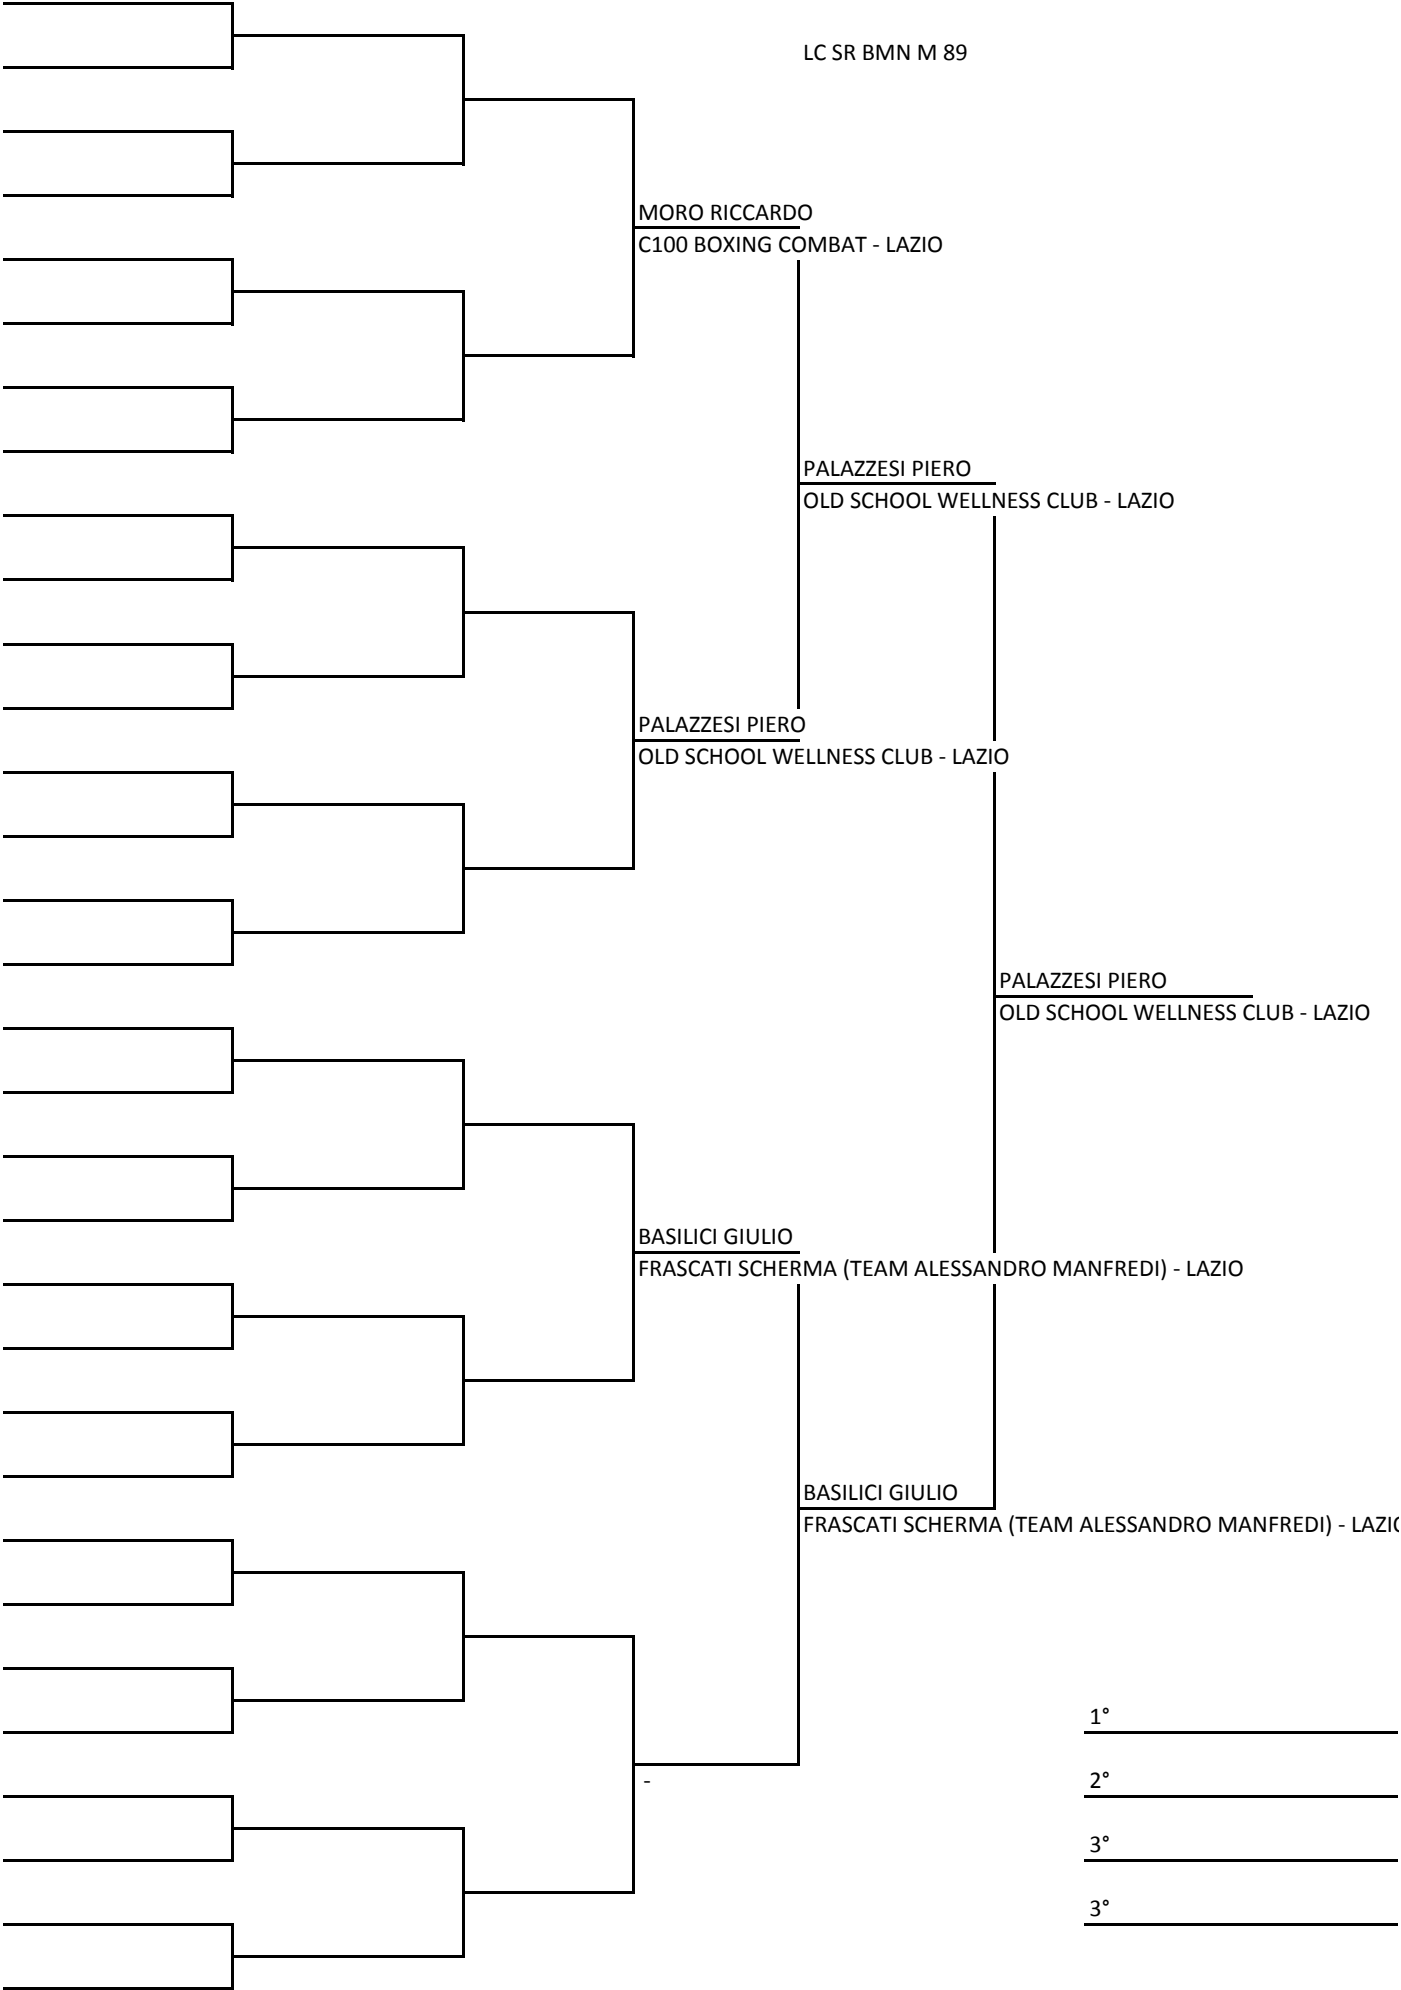 LC SR BMN M 89
MORO RICCARDO
C100 BOXING COMBAT - LAZIO
PALAZZESI PIERO
OLD SCHOOL WELLNESS CLUB - LAZIO
PALAZZESI PIERO
OLD SCHOOL WELLNESS CLUB - LAZIO
PALAZZESI PIERO
OLD SCHOOL WELLNESS CLUB - LAZIO
BASILICI GIULIO
FRASCATI SCHERMA (TEAM ALESSANDRO MANFREDI) - LAZIO
BASILICI GIULIO
FRASCATI SCHERMA (TEAM ALESSANDRO MANFREDI) - LAZIO
1°
-
2°
3°
3°